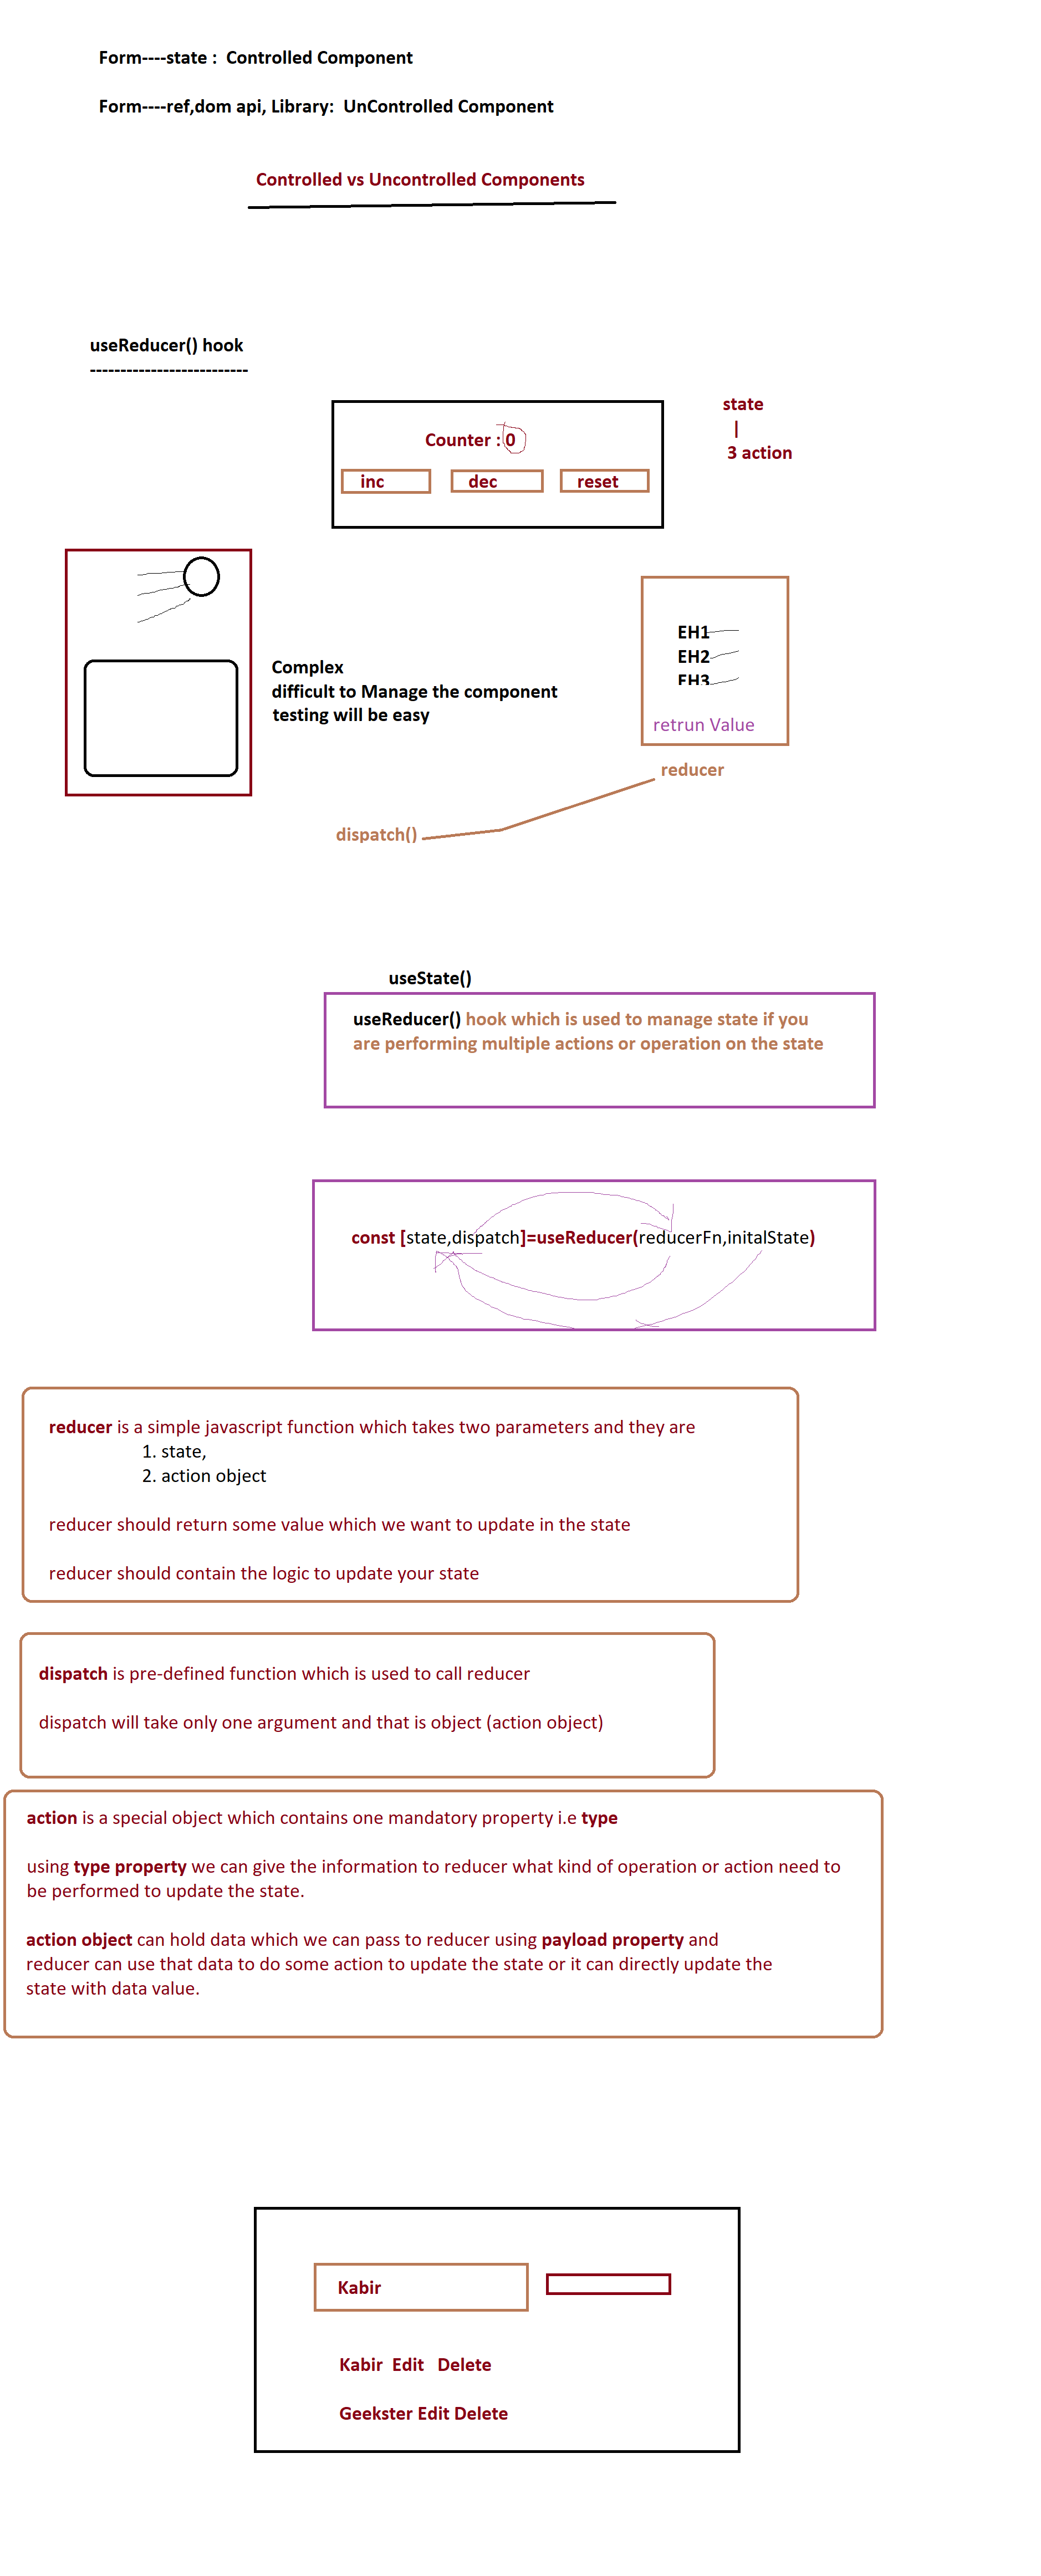 Form----state :  Controlled Component
Form----ref,dom api, Library:  UnControlled Component
Controlled vs Uncontrolled Components
useReducer() hook
--------------------------
Counter : 0
inc
dec
reset
state
|
3 action
Complex
difficult to Manage the component
testing will be easy
EH1
EH2
EH3
retrun Value
reducer
dispatch()
useState()
useReducer() hook which is used to manage state if you
are performing multiple actions or operation on the state
const [state,dispatch]=useReducer(reducerFn,initalState)
reducer is a simple javascript function which takes two parameters and they are
1. state,
2. action object
reducer should return some value which we want to update in the state
reducer should contain the logic to update your state
dispatch is pre-defined function which is used to call reducer
dispatch will take only one argument and that is object (action object)
action is a special object which contains one mandatory property i.e type
using type property we can give the information to reducer what kind of operation or action need to
be performed to update the state.
action object can hold data which we can pass to reducer using payload property and
reducer can use that data to do some action to update the state or it can directly update the
state with data value.
Kabir
Kabir  Edit   Delete
Geekster Edit Delete